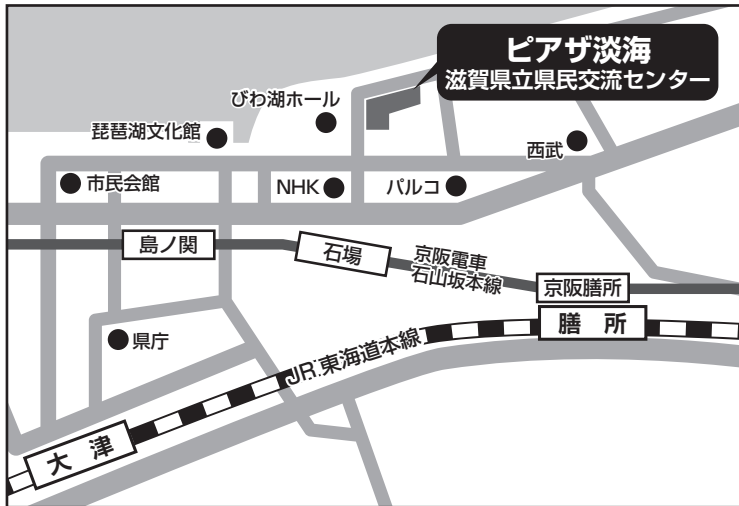 ピアザ淡海
滋賀県立県民交流センター
びわ湖ホール
琵琶湖文化館
西武
市民会館
NHK
パルコ
島ノ関
石場
京阪電車
石山坂本線
京阪膳所
膳 所
県庁
JR東海道本線
大 津